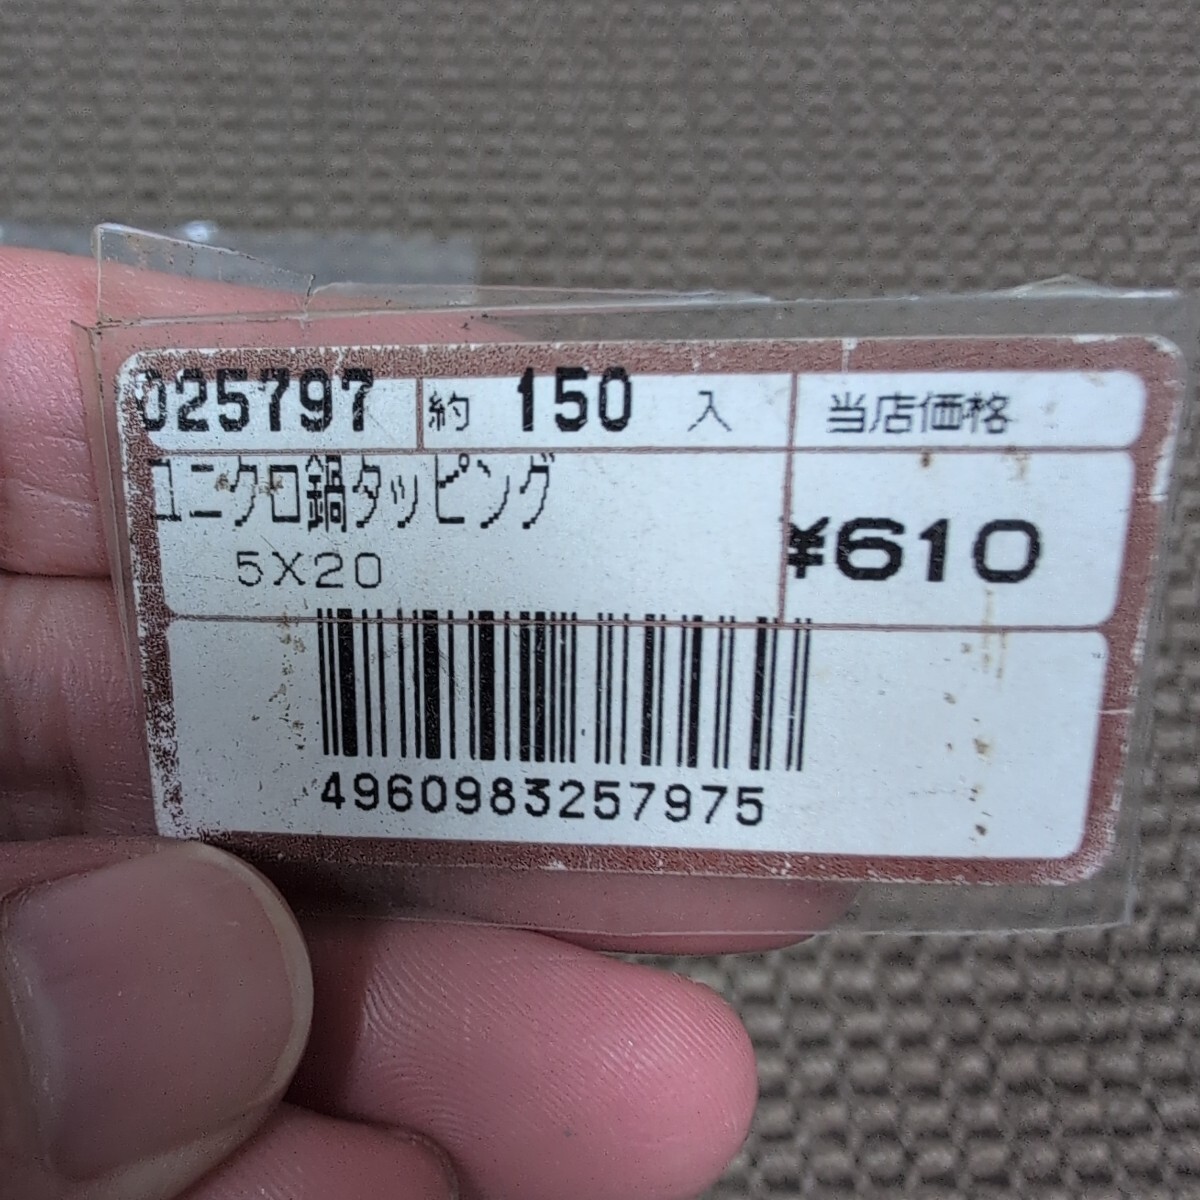 025797 約 150 入 当店価格
ユニクロ鍋タッピング
5X20
¥610
4960983257975